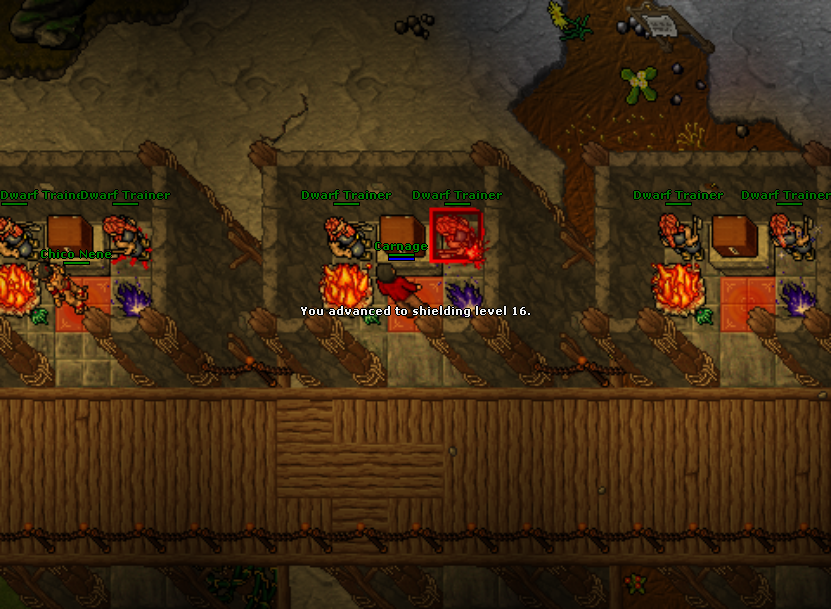 Dwarf Train
Dwarf Trainer
Dwarf Trainer
Dwarf Trainer
Dwarf Trainer
Dwarf Trainer
Chico Nene
Carnage
You advanced to shielding level 16.